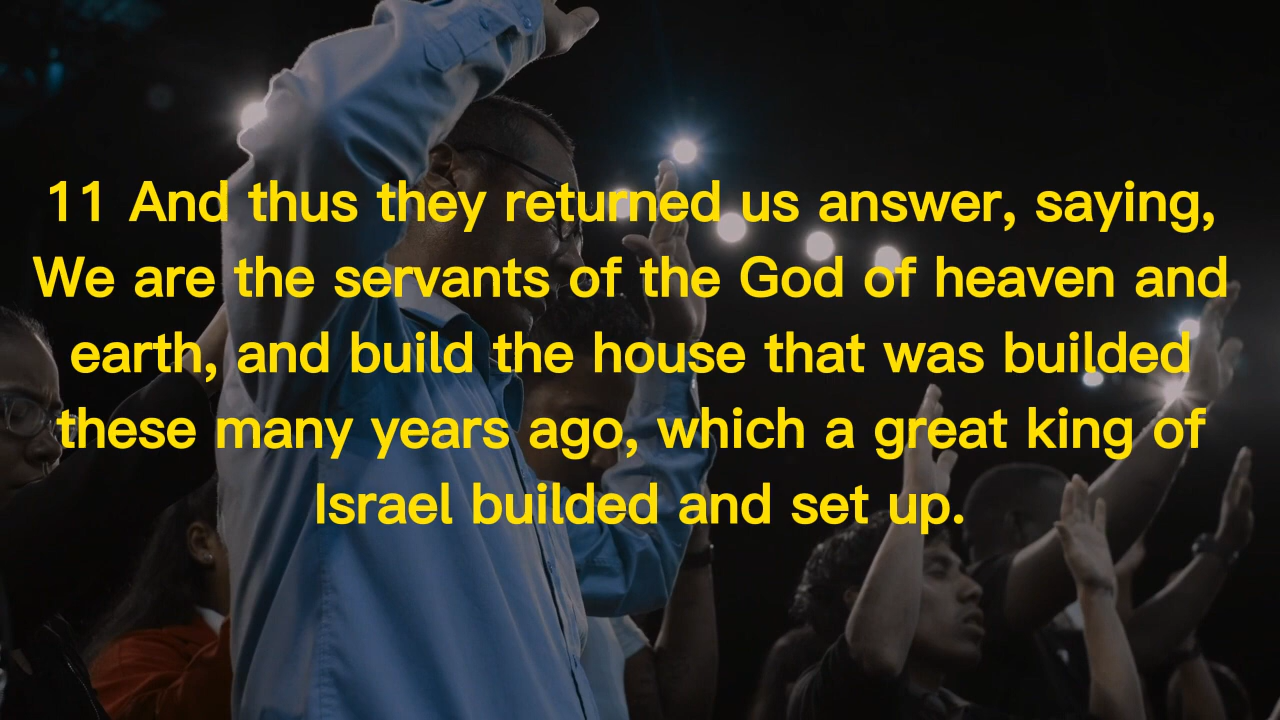 11 And thus they returned us answer, saying,
We are the servants of the God of heaven and
earth, and build the house that was builded
these many years ago, which a great king of
Israel builded and set up.